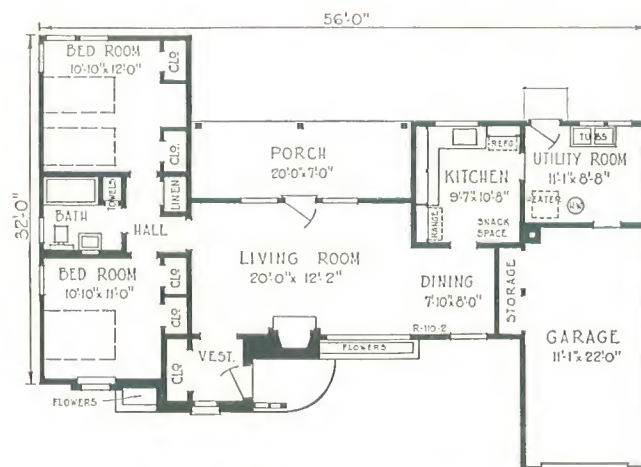 56'-0"
BED ROOM
10'-10" x 12'-0"
CLO
CLO.
PORCH
20'-0" x 7'-0"
KITCHEN
9'-7" x 10'-8"
REFG
RANGE
SNACK
SPACE
TUBS
UTILITY ROOM
11'-1" x 8'-8"
HEATER
H.W.
32'-0"
BATH
TOWELS
LINEN
HALL
LIVING ROOM
20'-0" x 12'-2"
DINING
7'-10" x 8'-0"
R-110-2
STORAGE
BED ROOM
10'-10" x 11'-0"
CLO
CLO
CLO
VEST.
FLOWERS
FLOWERS
GARAGE
11'-1" x 22'-0"